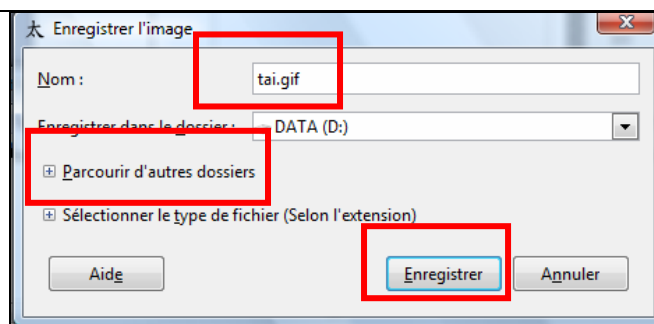 太 Enregistrer l'image
Nom :
tai.gif
Enregistrer dans le dossier :
DATA (D:)
Parcourir d'autres dossiers
Sélectionner le type de fichier (Selon l'extension)
Aide
Enregistrer
Annuler